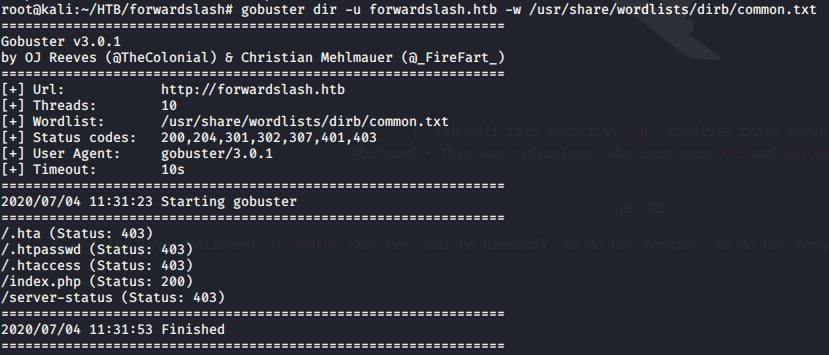 root@kali:~/HTB/forwardslash# gobuster dir -u forwardslash.htb -w /usr/share/wordlists/dirb/common.txt
===============================================================
Gobuster v3.0.1
by OJ Reeves (@TheColonial) & Christian Mehlmauer (@_FireFart_)
===============================================================
[+] Url:            http://forwardslash.htb
[+] Threads:        10
[+] Wordlist:       /usr/share/wordlists/dirb/common.txt
[+] Status codes:   200,204,301,302,307,401,403
[+] User Agent:     gobuster/3.0.1
[+] Timeout:        10s
You call this security? LOL, absolute trash serve
#Defaced • This was ridiculous, who even uses XML and
===============================================================
2020/07/04 11:31:23 Starting gobuster
WE ARE:
===============================================================
/.hta (Status: 403)
followers of (May her soul be blessed). We do not forgive, we do not forg
/.htpasswd (Status: 403)
/.htaccess (Status: 403)
/index.php (Status: 200)
/server-status (Status: 403)
===============================================================
2020/07/04 11:31:53 Finished
===============================================================